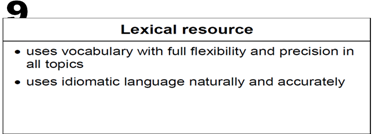 9
Lexical resource
• uses vocabulary with full flexibility and precision in
all topics
• uses idiomatic language naturally and accurately